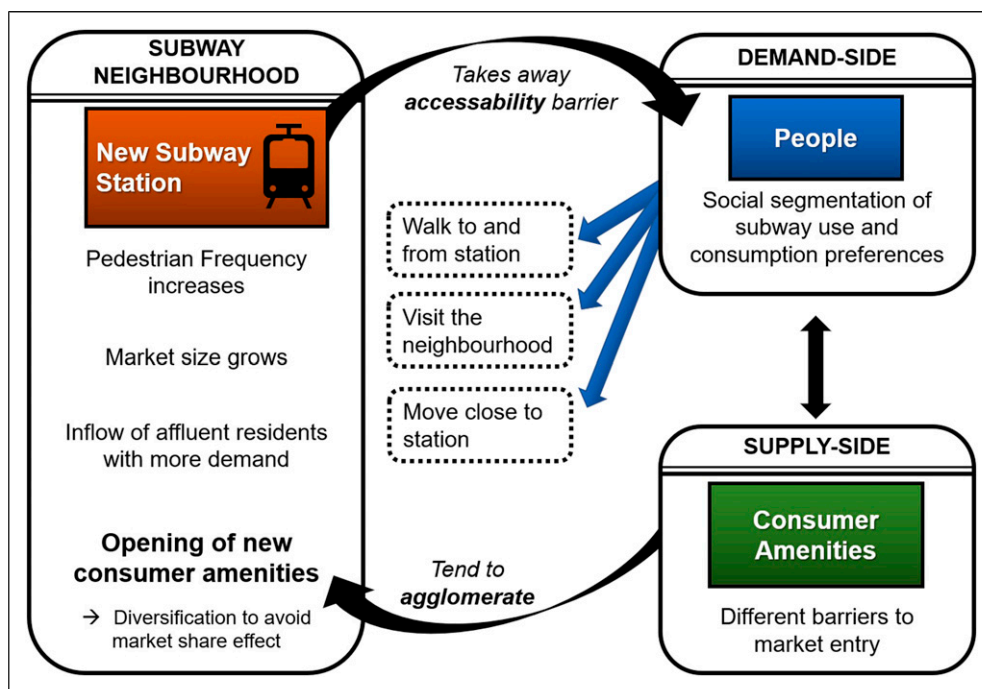 SUBWAY
NEIGHBOURHOOD
New Subway
Station
Pedestrian Frequency
increases
Market size grows
Inflow of affluent residents
with more demand
Opening of new
consumer amenities
→ Diversification to avoid
market share effect
Takes away
accessability barrier
Walk to and
from station
Visit the
neighbourhood
Move close to
station
Tend to
agglomerate
DEMAND-SIDE
People
Social segmentation of
subway use and
consumption preferences
SUPPLY-SIDE
Consumer
Amenities
Different barriers to
market entry